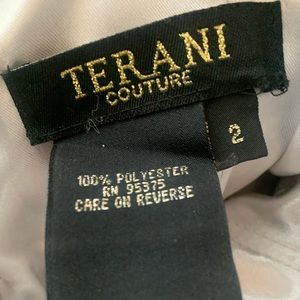 TERANI
COUTURE
2
100% POLYESTER
RN 95375
CARE ON REVERSE